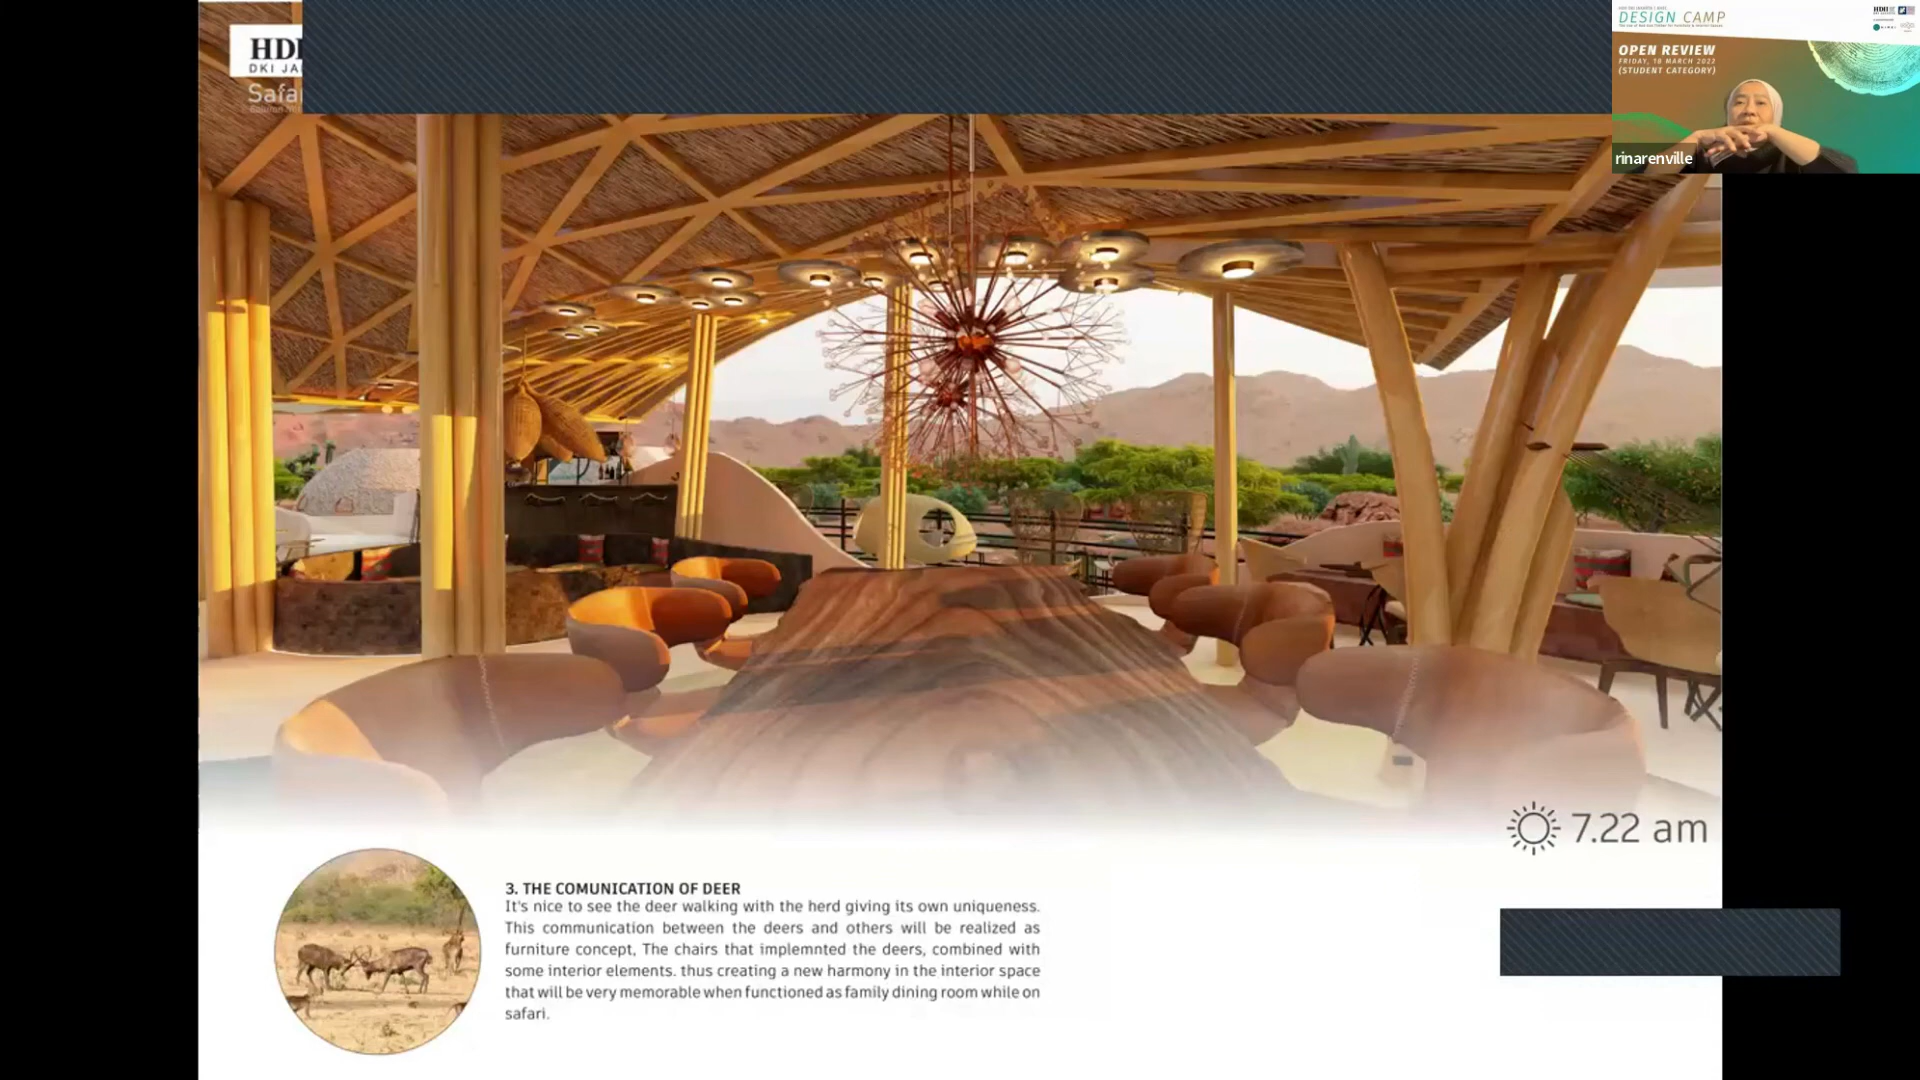 HDI
DKI JA
Safa
DESIGN CAMP
OPEN REVIEW
FRIDAY, 18 MARCH 2022
(STUDENT CATEGORY)
rinarenville
7.22 am
3. THE COMUNICATION OF DEER
It's nice to see the deer walking with the herd giving its own uniqueness.
This communication between the deers and others will be realized as
furniture concept, The chairs that implemnted the deers, combined with
some interior elements. thus creating a new harmony in the interior space
that will be very memorable when functioned as family dining room while on
safari.